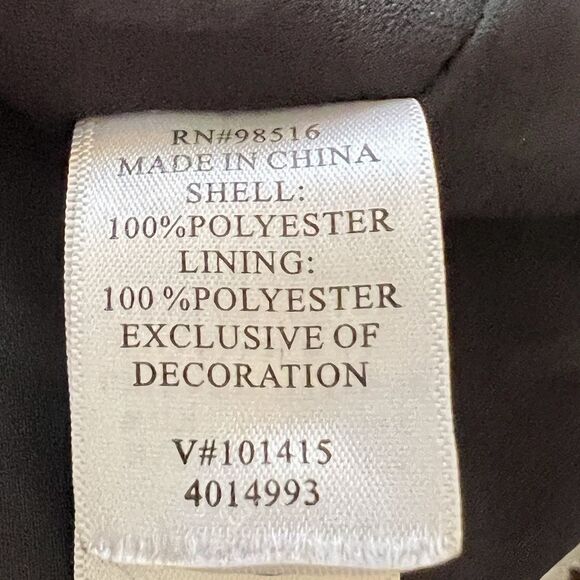 RN#98516
MADE IN CHINA
SHELL:
100%POLYESTER
LINING:
100 %POLYESTER
EXCLUSIVE OF
DECORATION
V#101415
4014993